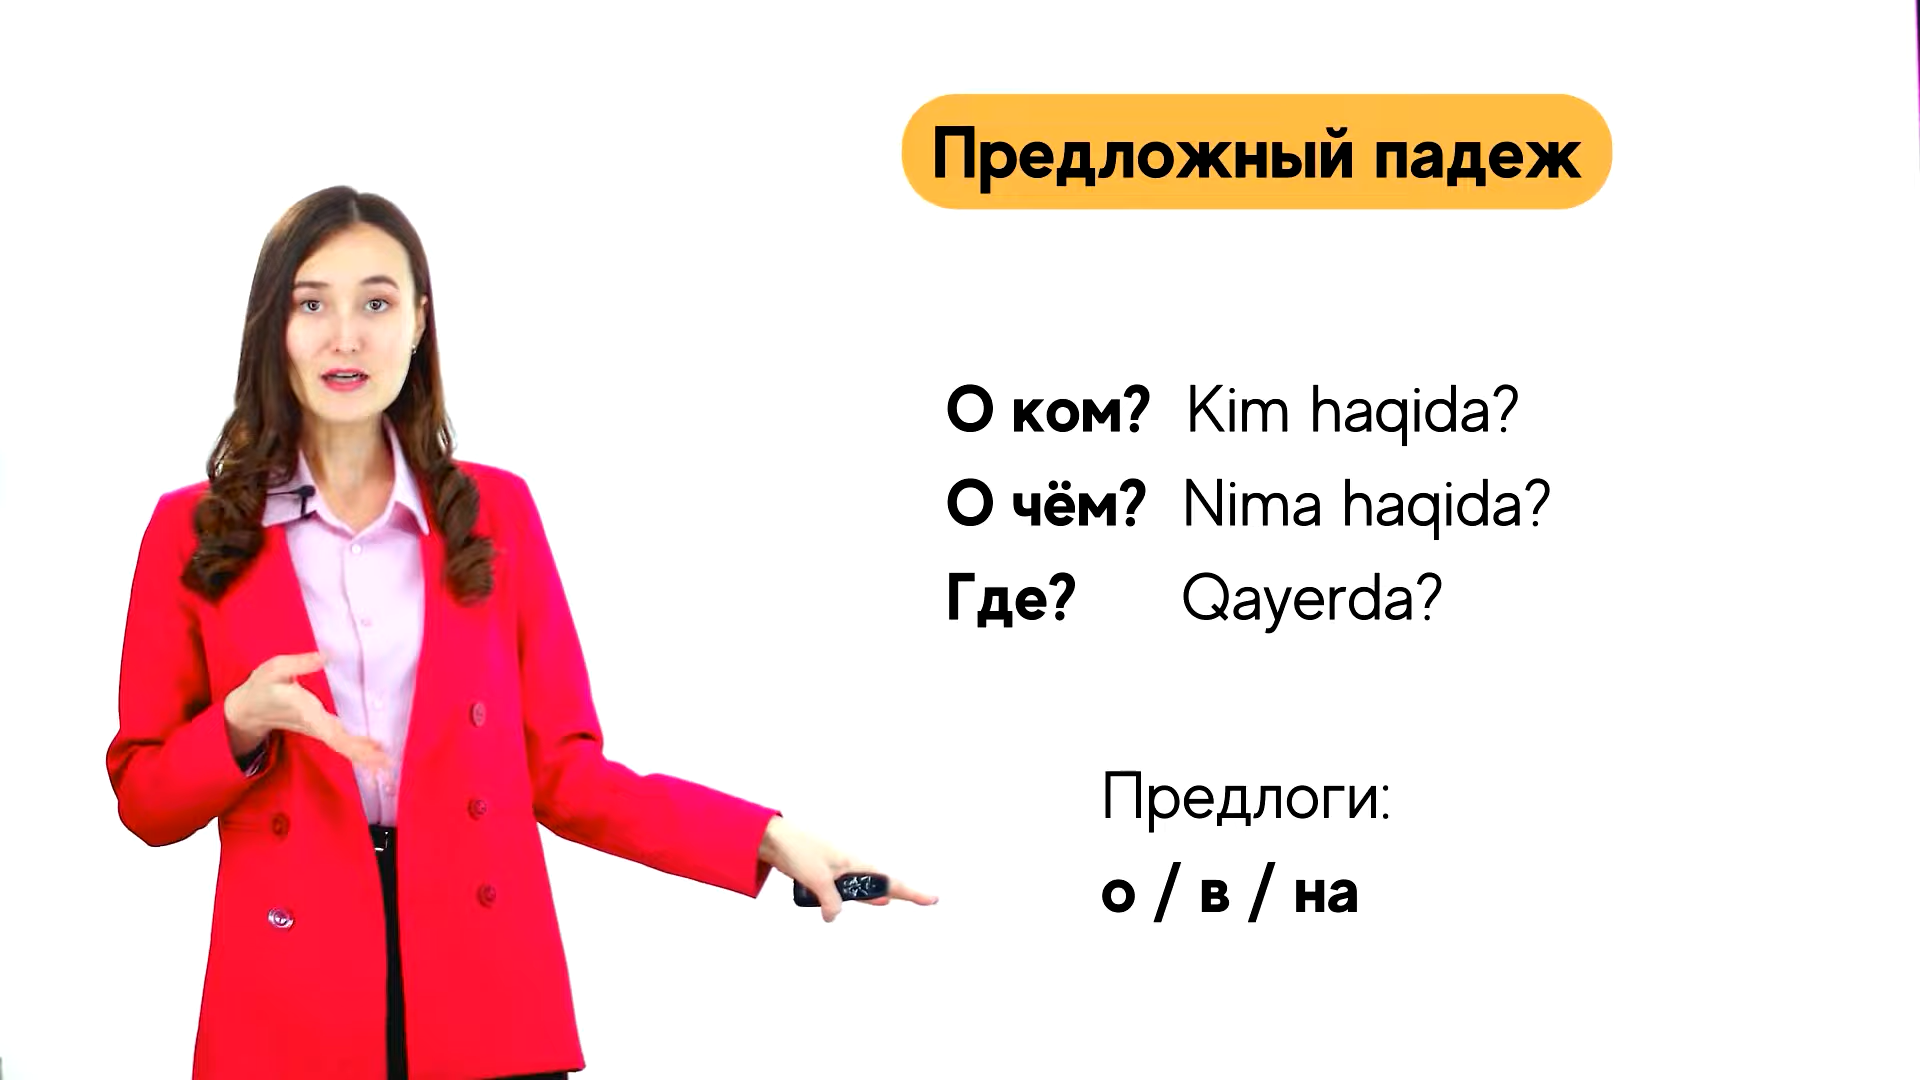 Предложный падеж
О ком? Kim haqida?
О чём? Nima haqida?
Где? Qayerda?
Предлоги:
о / в / на